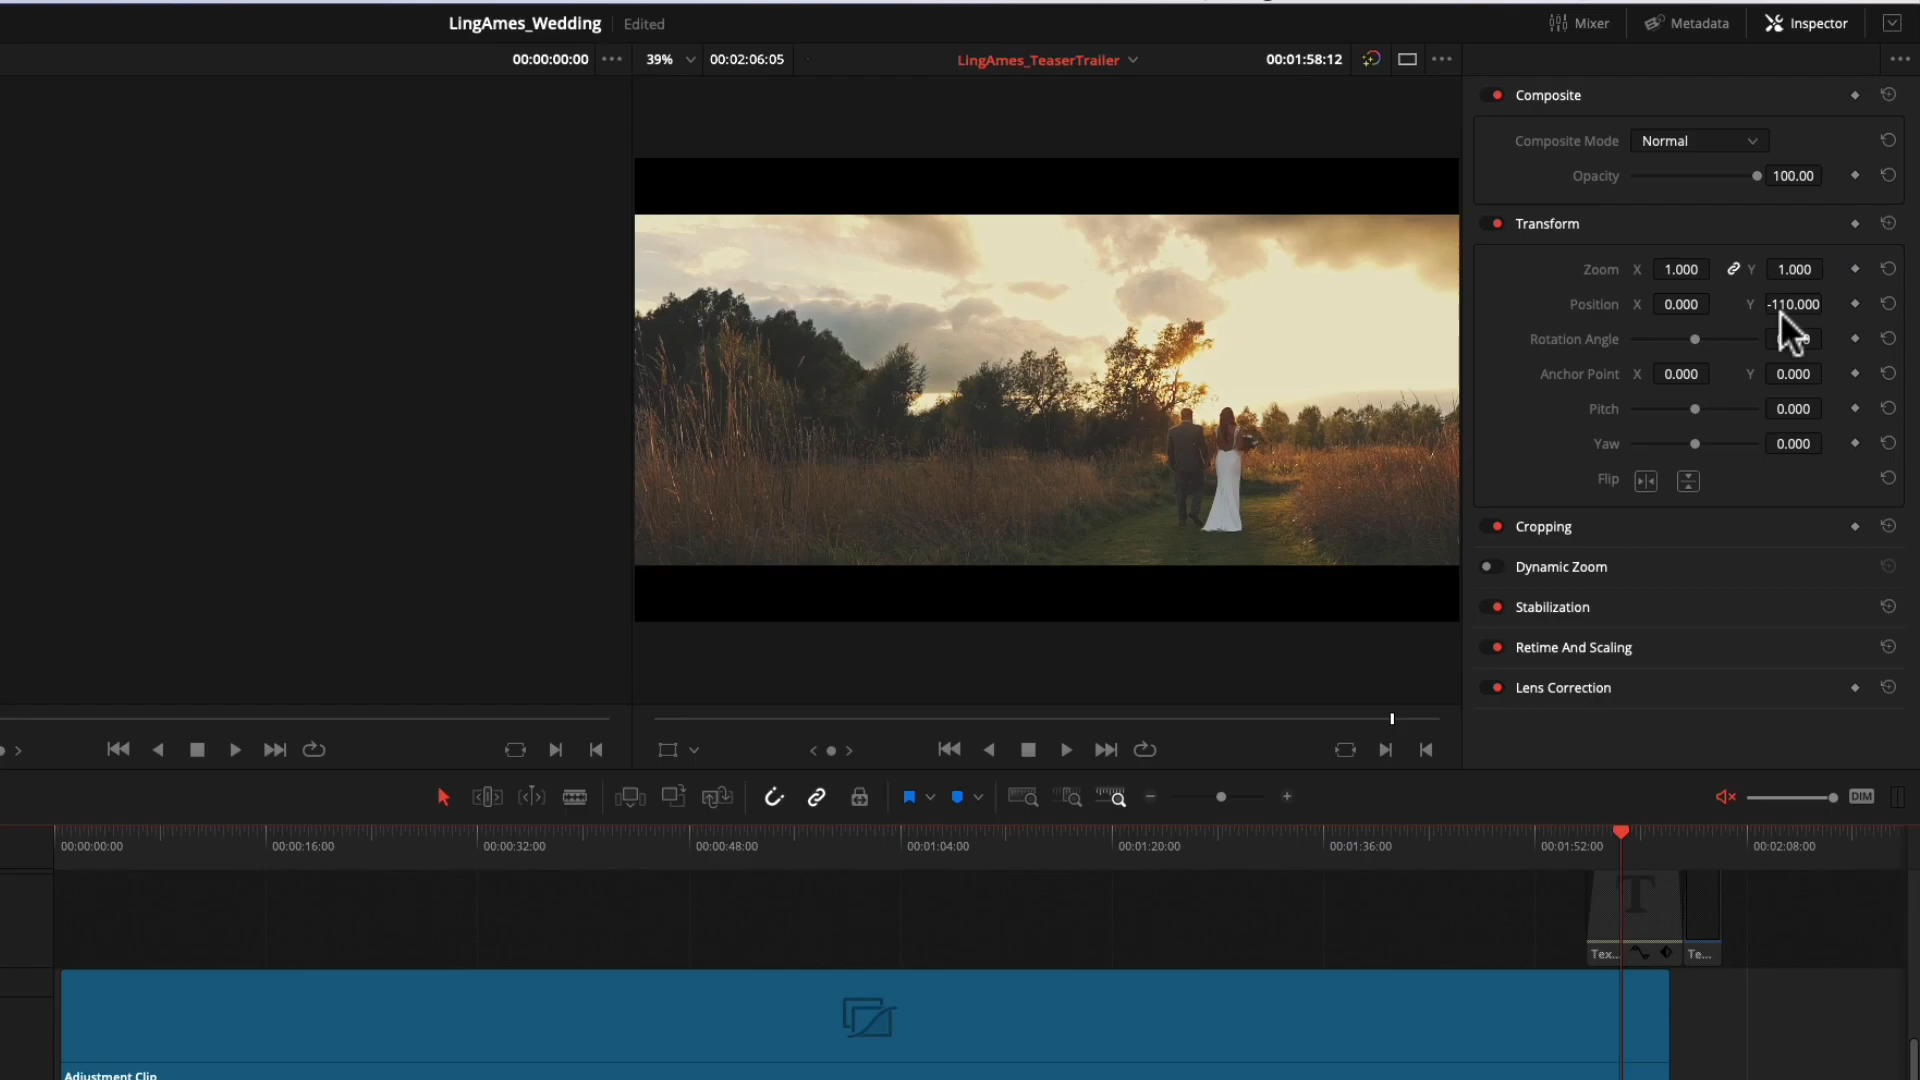 LingAmes_Wedding Edited Mixer Metadata Inspector
00:00:00:00 39% 00:02:06:05 LingAmes_TeaserTrailer 00:01:58:12
Composite
Composite Mode Normal
Opacity 100.00
Transform
Zoom X 1.000 Y 1.000
Position X 0.000 Y -110.000
Rotation Angle
Anchor Point X 0.000 Y 0.000
Pitch 0.000
Yaw 0.000
Flip
Cropping
Dynamic Zoom
Stabilization
Retime And Scaling
Lens Correction
DIM
00:00:00:00 00:00:16:00 00:00:32:00 00:00:48:00 00:01:04:00 00:01:20:00 00:01:36:00 00:01:52:00 00:02:08:00
T
Tex... Te...
Adjustment Clip